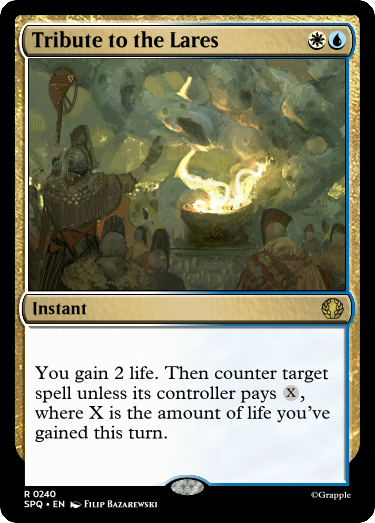 Tribute to the Lares
Instant
You gain 2 life. Then counter target
spell unless its controller pays X,
where X is the amount of life you've
gained this turn.
R 0240
SPQ • EN Filip Bazarewski
©Grapple